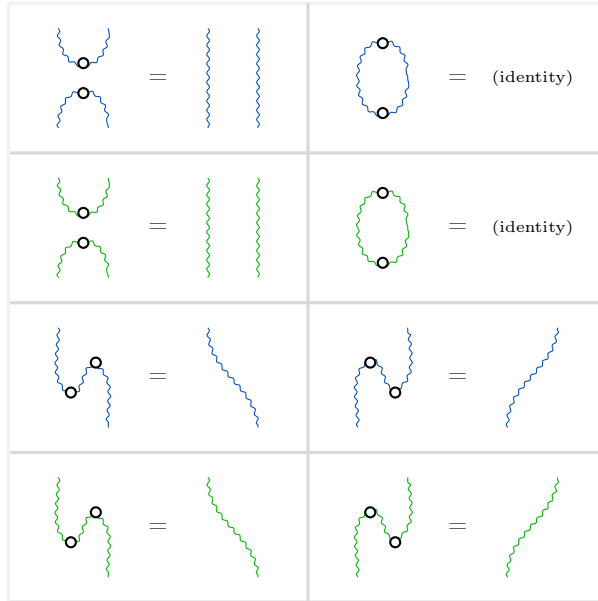 = = (identity)
= = (identity)
= =
= =